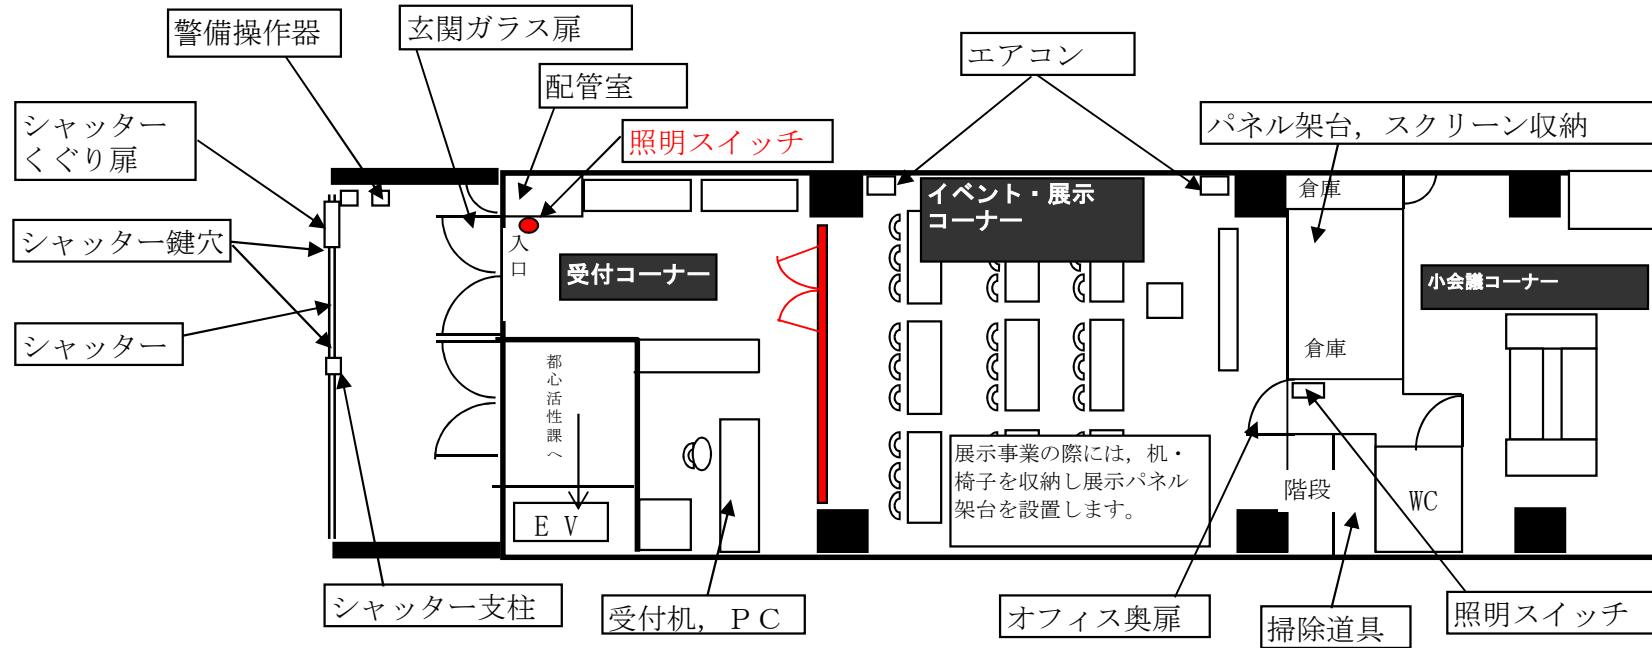 警備操作器
玄関ガラス扉
エアコン
配管室
シャッター
くぐり扉
照明スイッチ
パネル架台，スクリーン収納
シャッター鍵穴
シャッター
入口
受付コーナー
イベント・展示
コーナー
倉庫
小会議コーナー
倉庫
都心活性課へ
展示事業の際には，机・
椅子を収納し展示パネル
架台を設置します。
階段
WC
ＥＶ
シャッター支柱
受付机，ＰＣ
オフィス奥扉
掃除道具
照明スイッチ